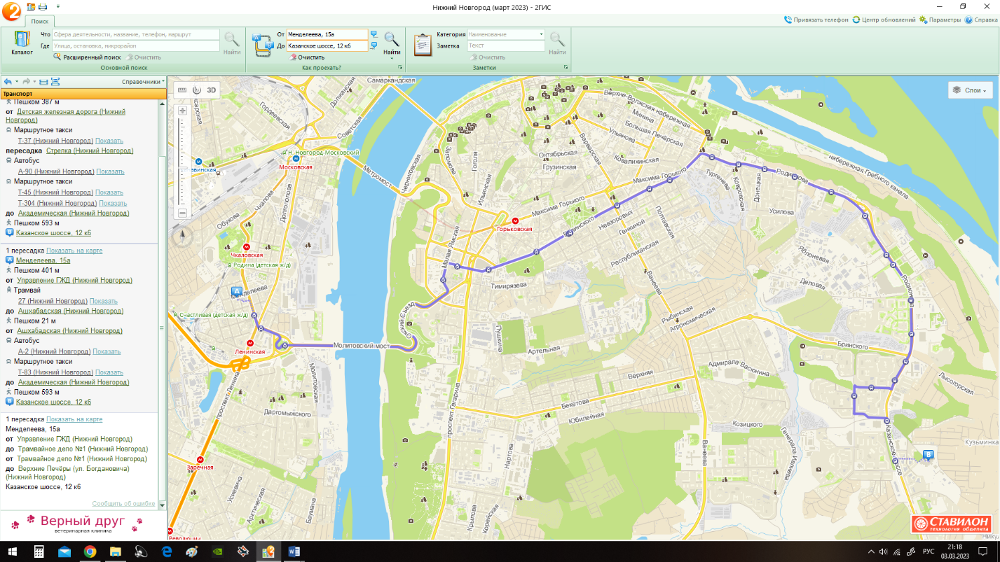 Нижний Новгород (март 2023) - 2ГИС
Поиск
Привязать телефон
Центр обновлений
Параметры
Справка
Каталог
Что Сфера деятельности, название, телефон, маршрут
Где Улица, остановка, микрорайон
Расширенный поиск Очистить
Найти
Основной поиск
От Менделеева, 15а
До Казанское шоссе, 12 к6
Очистить
Найти
Как проехать?
Категория Наименование
Заметка Текст
Очистить
Найти
Заметки
Справочники
Транспорт
Пешком 387 м
от Детская железная дорога (Нижний
Новгород)
Маршрутное такси
Т-37 (Нижний Новгород) Показать
пересадка Стрелка (Нижний Новгород)
Автобус
А-90 (Нижний Новгород) Показать
Маршрутное такси
Т-45 (Нижний Новгород) Показать
Т-304 (Нижний Новгород) Показать
до Академическая (Нижний Новгород)
Пешком 593 м
B Казанское шоссе, 12 к6
1 пересадка Показать на карте
A Менделеева, 15а
Пешком 401 м
от Управление ГЖД (Нижний Новгород)
Трамвай
27 (Нижний Новгород) Показать
до Ашхабадская (Нижний Новгород)
Пешком 21 м
от Ашхабадская (Нижний Новгород)
Автобус
А-2 (Нижний Новгород) Показать
Маршрутное такси
Т-83 (Нижний Новгород) Показать
до Академическая (Нижний Новгород)
Пешком 593 м
B Казанское шоссе, 12 к6
1 пересадка Показать на карте
Менделеева, 15а
от Управление ГЖД (Нижний Новгород)
до Трамвайное депо №1 (Нижний Новгород)
от Трамвайное депо №1 (Нижний Новгород)
до Верхние Печёры (ул. Богдановича)
(Нижний Новгород)
Казанское шоссе, 12 к6
Сообщить об ошибке
Верный друг
ветеринарная клиника
3D
Слои
Самаркандская
Должанская
Гордеевская
Советская
Н. Новгород-Московский
Московская
Метромост
Черниговская
Заломова
Гоголя
Ильинская
Верхне-Волжская набережная
Минина
Большая Печёрская
Ульянова
Варварская
Октябрьская
Грузинская
Ковалихинская
Максима Горького
Максима Горького
Тургенева
Ковровская
Донецкая
Родионова
набережная Гребного канала
Усилова
Чкалова
Долгополова
Обухова
Чкаловская
Родина (детская ж/д)
Счастливая (детская ж/д)
A
Ленинская
Молитовский мост
Окский Съезд
Малая Ямская
Горьковская
Невзоровых
Генкиной
Полтавская
Республиканская
Ванеева
Тимирязева
Яблоневая
Деловая
Родионова
Рыбинская
Агрономическая
Бринского
Пушкина
Артельная
Адмирала Васюнина
Верхняя
Лысогорская
Молитовская
проспект Ленина
Даргомыжского
проспект Гагарина
Бекетова
Юбилейная
Козицкого
Казанское шоссе
Кузьминка
B
Нартова
Ванеева
Генерала Ивлиева
Заречная
Усиевича
Арктическая
Баумана
Крылова
Корейская
СТАВИЛОН
технология общепита
21:18
РУС
03.03.2023